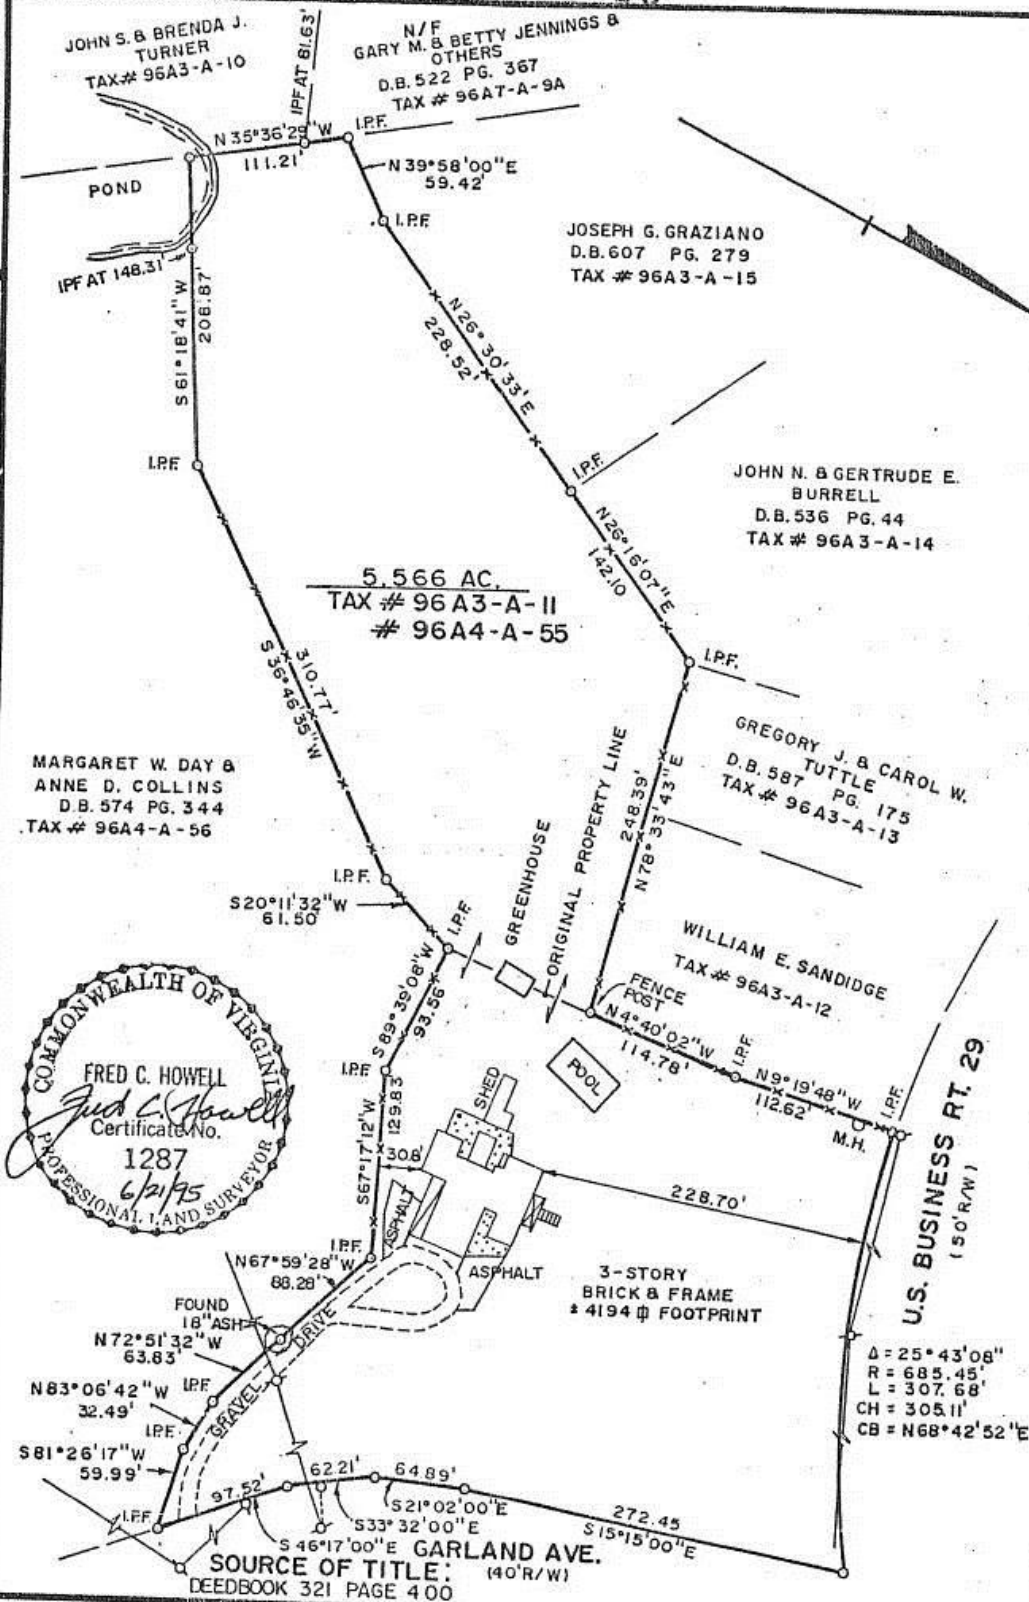 JOHN S. & BRENDA J.
TURNER
TAX# 96A3-A-10
IPF AT 81.63'
N/F
GARY M. & BETTY JENNINGS &
OTHERS
D.B. 522 PG. 367
TAX # 96A7-A-9A
N 35°36'29"W
111.21'
I.P.F.
POND
N 39°58'00"E
59.42'
I.P.F.
JOSEPH G. GRAZIANO
D.B. 607 PG. 279
TAX # 96A3-A-15
IPF AT 148.31'
S 61°18'41"W
208.87'
N26°30'33"E
228.52'
I.P.F.
I.P.F.
JOHN N. & GERTRUDE E.
BURRELL
D.B. 536 PG. 44
TAX # 96A3-A-14
N26°16'07"E
142.10
5.566 AC.
TAX # 96A3-A-11
# 96A4-A-55
310.77'
S 36°46'35"W
I.P.F.
MARGARET W. DAY &
ANNE D. COLLINS
D.B. 574 PG. 344
TAX # 96A4-A-56
GREGORY J. & CAROL W.
TUTTLE
D.B. 587 PG. 175
TAX # 96A3-A-13
248.39'
N78°33'43"E
GREENHOUSE
ORIGINAL PROPERTY LINE
I.P.F.
S20°11'32"W
61.50'
I.P.F.
WILLIAM E. SANDIDGE
TAX # 96A3-A-12
S 89°39'08"W
93.56'
FENCE
POST
N4°40'02"W
114.78'
I.P.F.
N9°19'48"W
112.62'
I.P.F.
M.H.
POOL
U.S. BUSINESS RT. 29
(50'R/W)
COMMONWEALTH OF VIRGINIA
FRED C. HOWELL
Fred C. Howell
Certificate No.
1287
6/21/95
PROFESSIONAL LAND SURVEYOR
I.P.F.
SHED
S67°17'12"W
129.83
30.8'
228.70'
ASPHALT
I.P.F.
N67°59'28"W
88.28'
ASPHALT
3-STORY
BRICK & FRAME
± 4194 ⏍ FOOTPRINT
FOUND
18"ASH
N72°51'32"W
63.83'
GRAVEL DRIVE
Δ = 25°43'08"
R = 685.45'
L = 307.68'
CH = 305.11'
CB = N68°42'52"E
N83°06'42"W
32.49'
I.P.F.
I.P.F.
S81°26'17"W
59.99'
I.P.F.
97.52'
62.21'
64.89'
S21°02'00"E
S33°32'00"E
S46°17'00"E
272.45
S15°15'00"E
GARLAND AVE.
(40'R/W)
SOURCE OF TITLE:
DEEDBOOK 321 PAGE 400